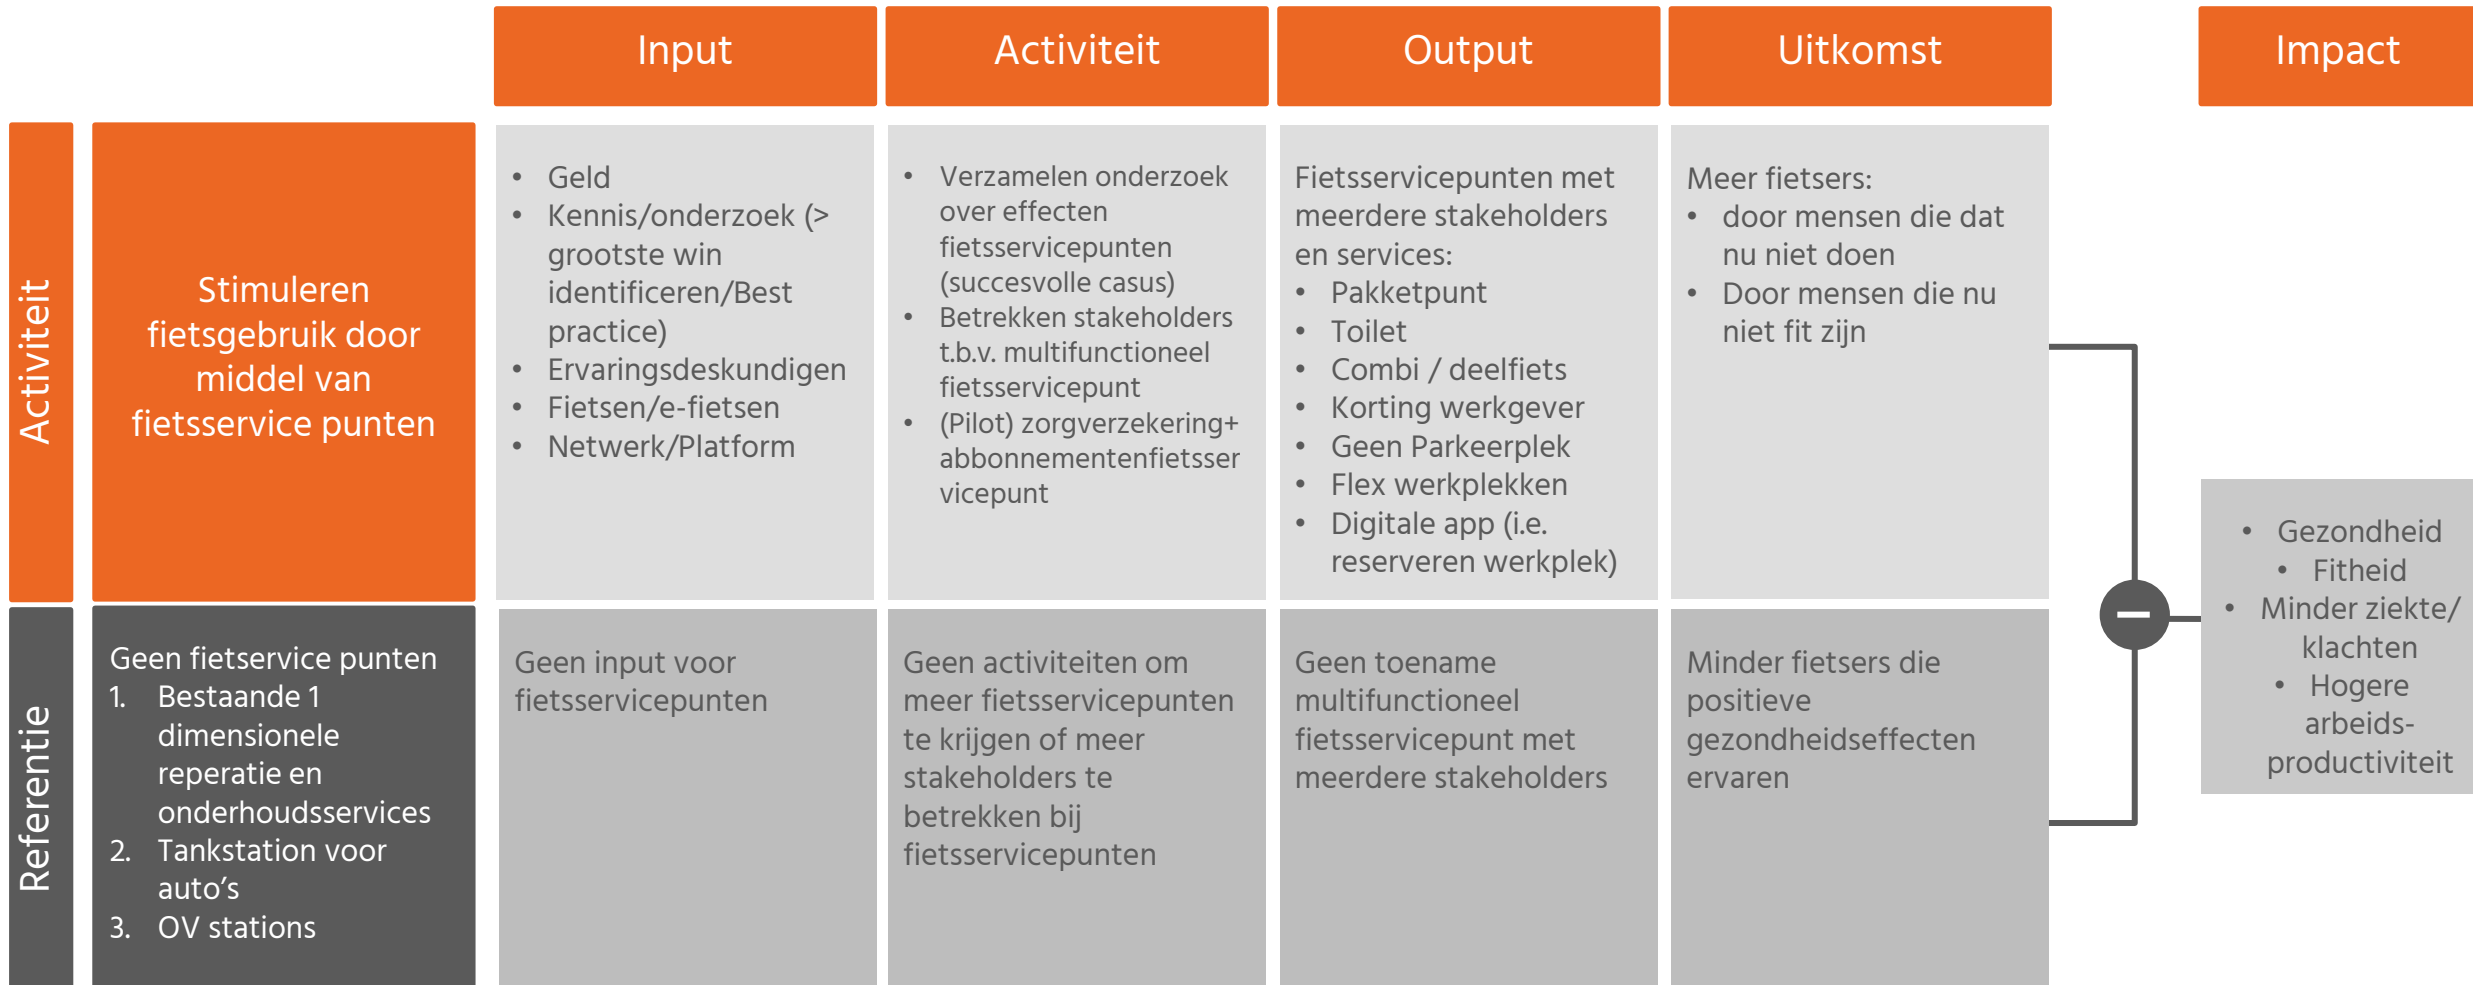 Input
Activiteit
Output
Uitkomst
Impact
Activiteit
Stimuleren
fietsgebruik door
middel van
fietsservice punten
• Geld
• Kennis/onderzoek (>
grootste win
identificeren/Best
practice)
• Ervaringsdeskundigen
• Fietsen/e-fietsen
• Netwerk/Platform
• Verzamelen onderzoek
over effecten
fietsservicepunten
(succesvolle casus)
• Betrekken stakeholders
t.b.v. multifunctioneel
fietsservicepunt
• (Pilot) zorgverzekering+
abbonnementenfietsser
vicepunt
Fietsservicepunten met
meerdere stakeholders
en services:
• Pakketpunt
• Toilet
• Combi / deelfiets
• Korting werkgever
• Geen Parkeerplek
• Flex werkplekken
• Digitale app (i.e.
reserveren werkplek)
Meer fietsers:
• door mensen die dat
nu niet doen
• Door mensen die nu
niet fit zijn
Referentie
Geen fietservice punten
1. Bestaande 1
dimensionele
reperatie en
onderhoudsservices
2. Tankstation voor
auto’s
3. OV stations
Geen input voor
fietsservicepunten
Geen activiteiten om
meer fietsservicepunten
te krijgen of meer
stakeholders te
betrekken bij
fietsservicepunten
Geen toename
multifunctioneel
fietsservicepunt met
meerdere stakeholders
Minder fietsers die
positieve
gezondheidseffecten
ervaren
• Gezondheid
• Fitheid
• Minder ziekte/
klachten
• Hogere
arbeids-
productiviteit